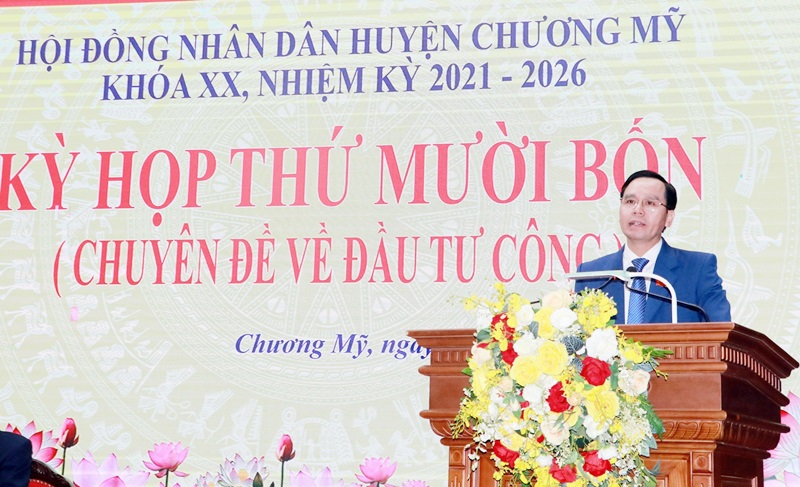 HỘI ĐỒNG NHÂN DÂN HUYỆN CHƯƠNG MỸ
KHÓA XX, NHIỆM KỲ 2021 - 2026
KỲ HỌP THỨ MƯỜI BỐN
( CHUYÊN ĐỀ VỀ ĐẦU TƯ CÔNG )
Chương Mỹ, ngày